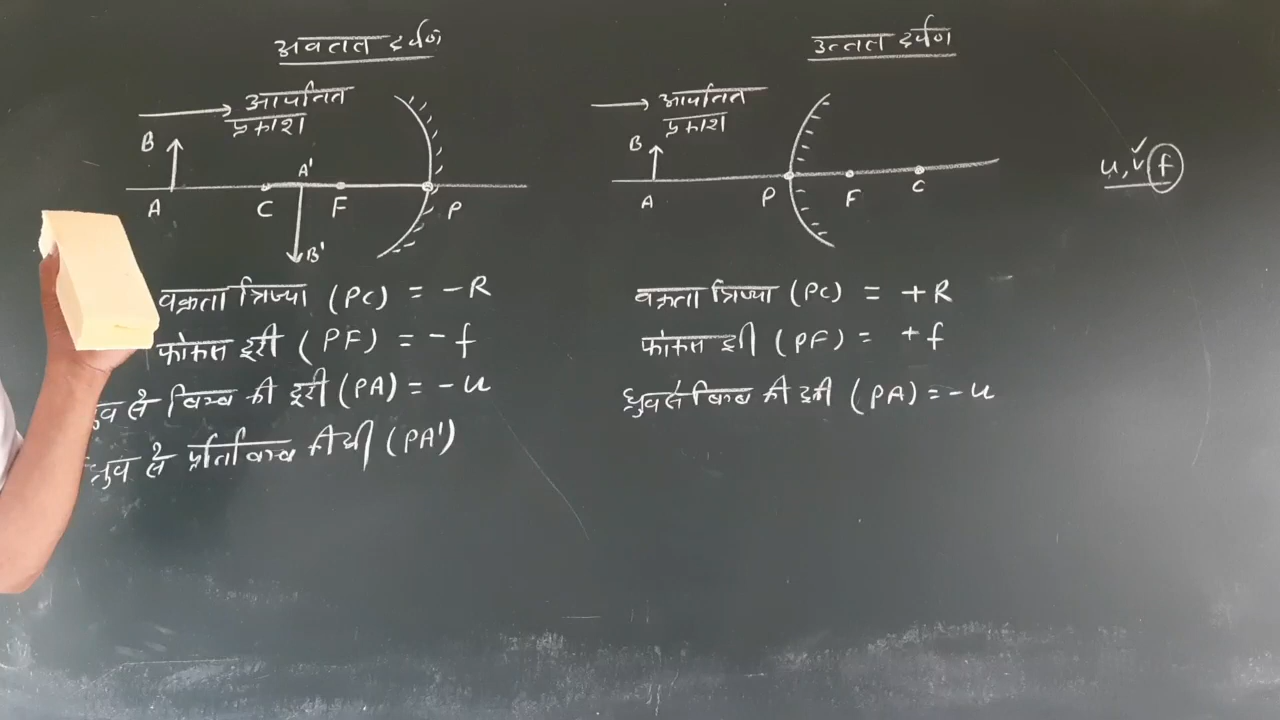 अवतल दर्पण
आपतित
प्रकाश
B
A'
A C F P
B'
वक्रता त्रिज्या (PC) = - R
फोकस दूरी (PF) = - f
ध्रुव से बिम्ब की दूरी (PA) = - u
ध्रुव से प्रतिबिम्ब की दूरी (PA')
उत्तल दर्पण
आपतित
प्रकाश
B
A P F C
वक्रता त्रिज्या (PC) = + R
फोकस दूरी (PF) = + f
ध्रुव से बिम्ब की दूरी (PA) = - u
u, v f